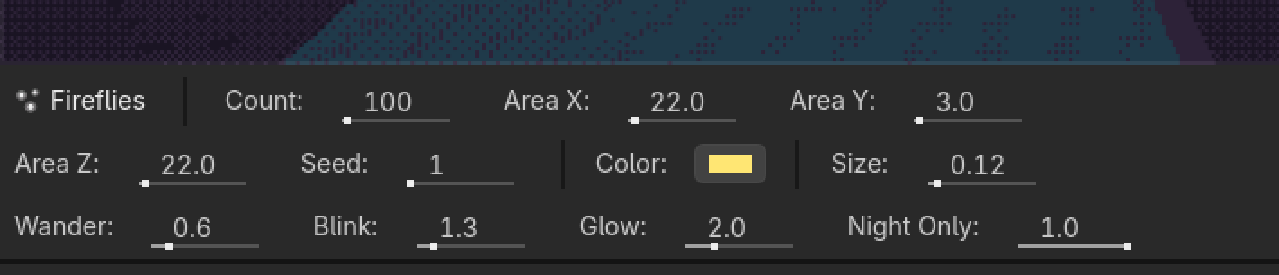 Fireflies Count: 100 Area X: 22.0 Area Y: 3.0
Area Z: 22.0 Seed: 1 Color: Size: 0.12
Wander: 0.6 Blink: 1.3 Glow: 2.0 Night Only: 1.0